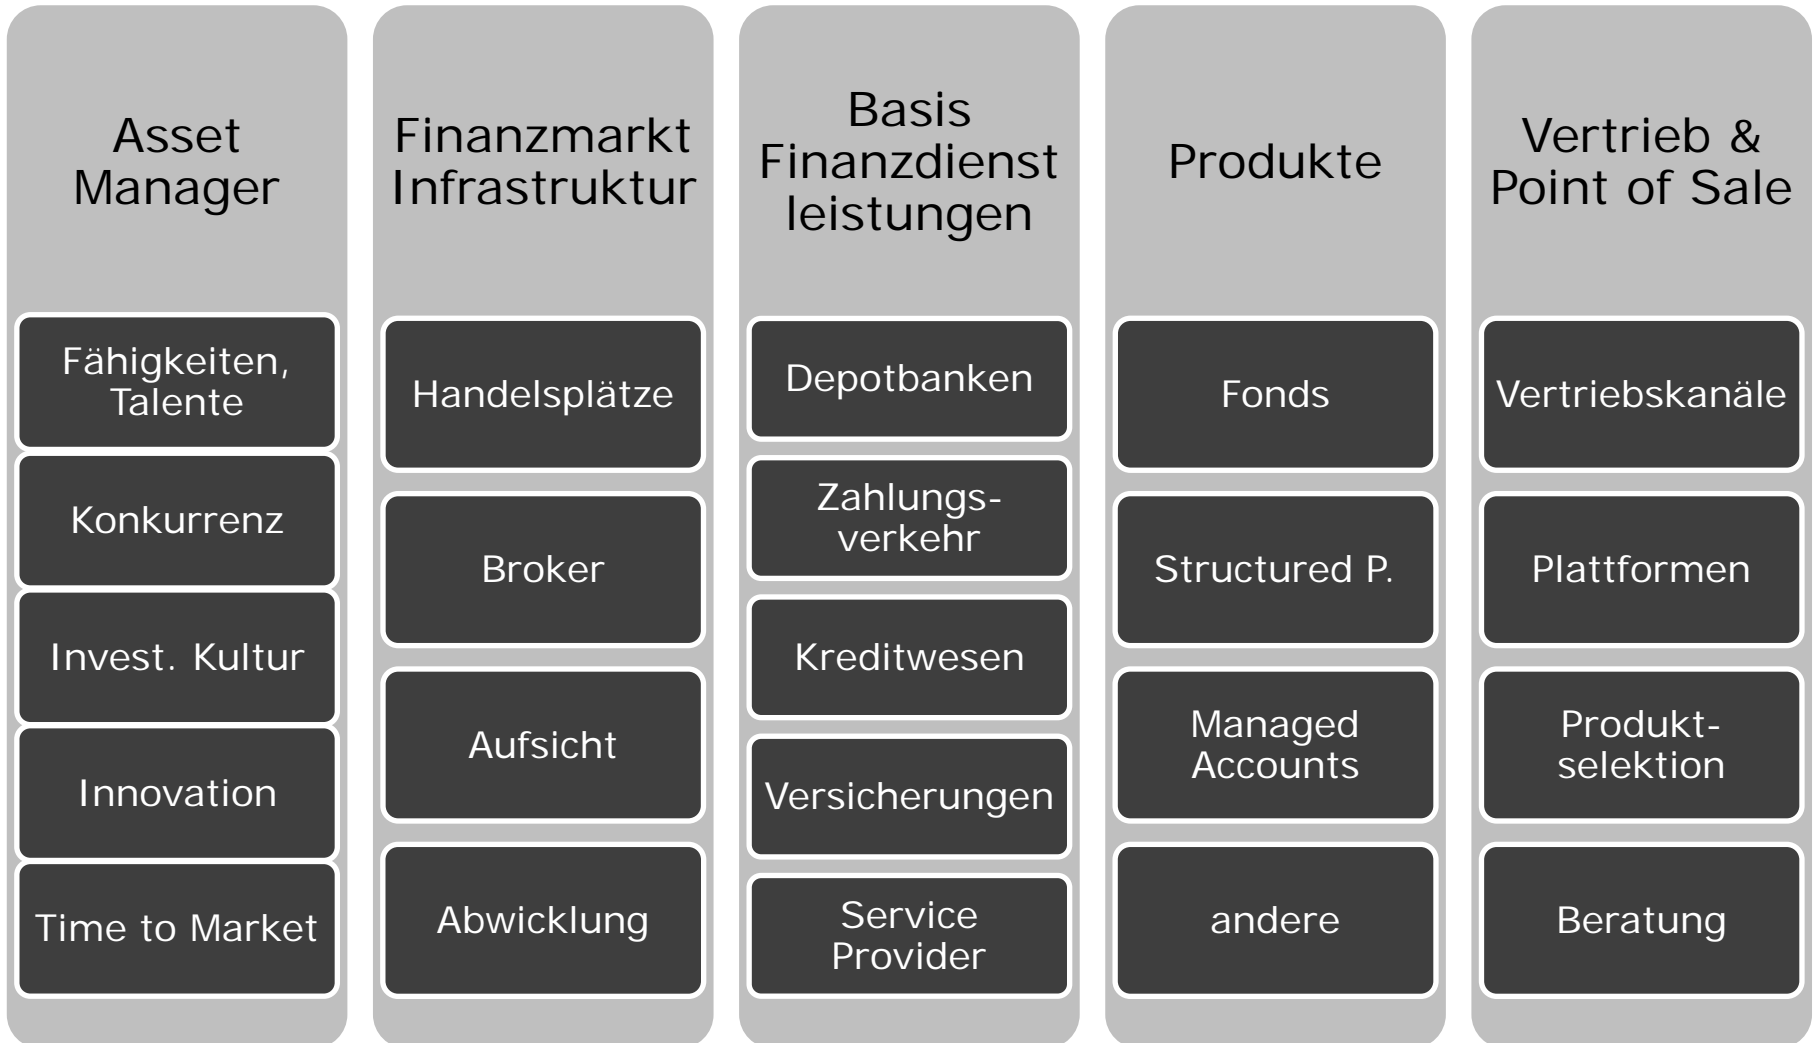 Asset
Manager
Fähigkeiten,
Talente
Konkurrenz
Invest. Kultur
Innovation
Time to Market
Finanzmarkt
Infrastruktur
Handelsplätze
Broker
Aufsicht
Abwicklung
Basis
Finanzdienst
leistungen
Depotbanken
Zahlungs-
verkehr
Kreditwesen
Versicherungen
Service
Provider
Produkte
Fonds
Structured P.
Managed
Accounts
andere
Vertrieb &
Point of Sale
Vertriebskanäle
Plattformen
Produkt-
selektion
Beratung